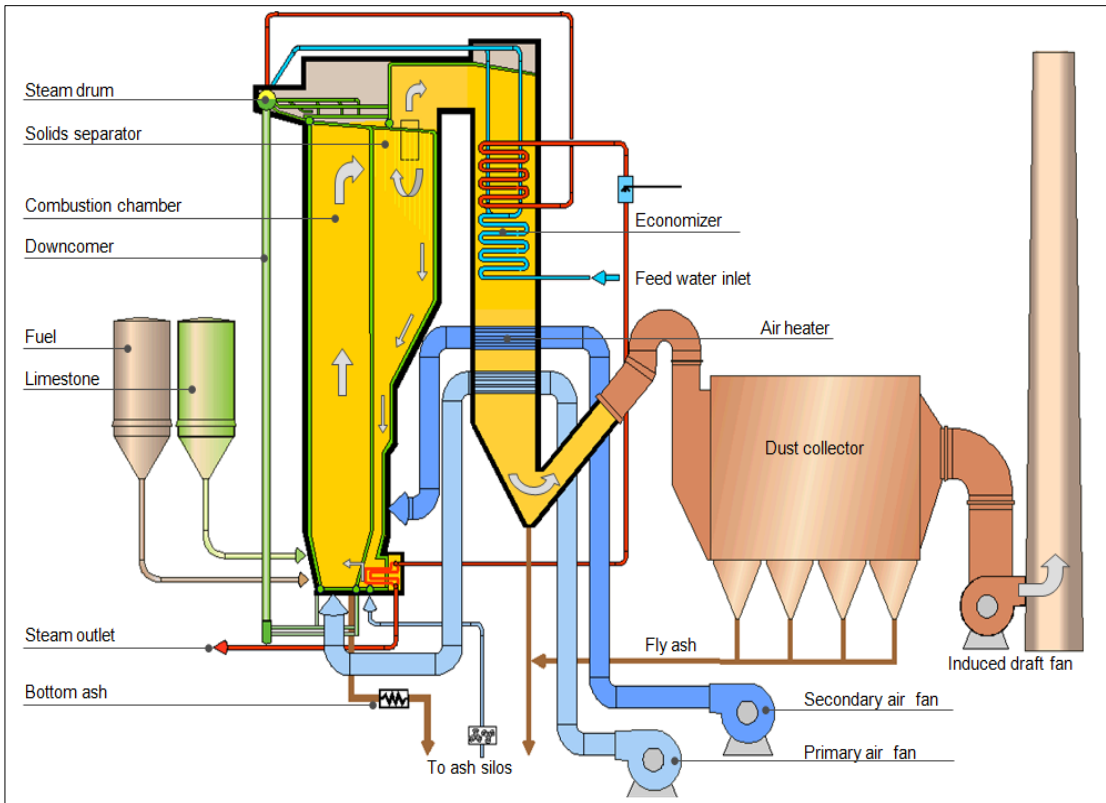 Steam drum
Solids separator
Combustion chamber
Downcomer
Economizer
Feed water inlet
Air heater
Fuel
Limestone
Dust collector
Steam outlet
Fly ash
Induced draft fan
Bottom ash
Secondary air fan
To ash silos
Primary air fan